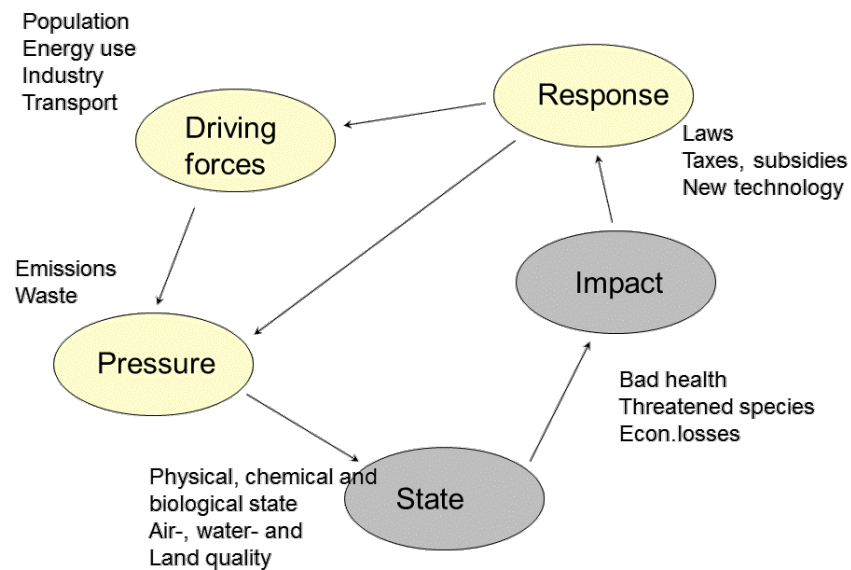 Population
Energy use
Industry
Transport
Driving
forces
Response
Laws
Taxes, subsidies
New technology
Emissions
Waste
Pressure
Impact
Bad health
Threatened species
Econ.losses
Physical, chemical and
biological state
Air-, water- and
Land quality
State